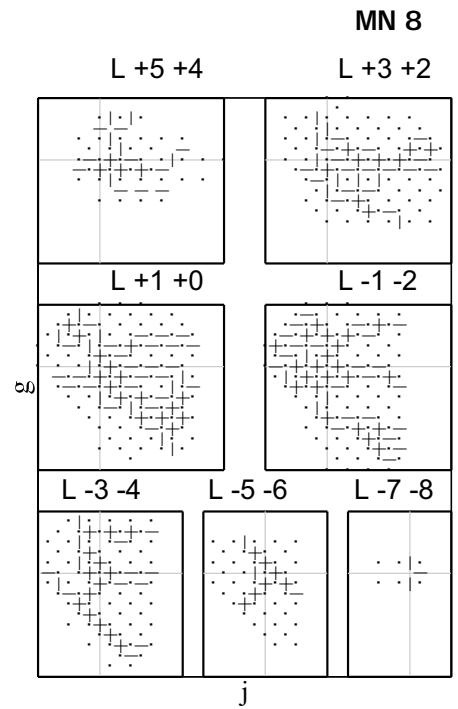 MN 8
L +5 +4
L +3 +2
L +1 +0
L -1 -2
g
L -3 -4
L -5 -6
L -7 -8
j